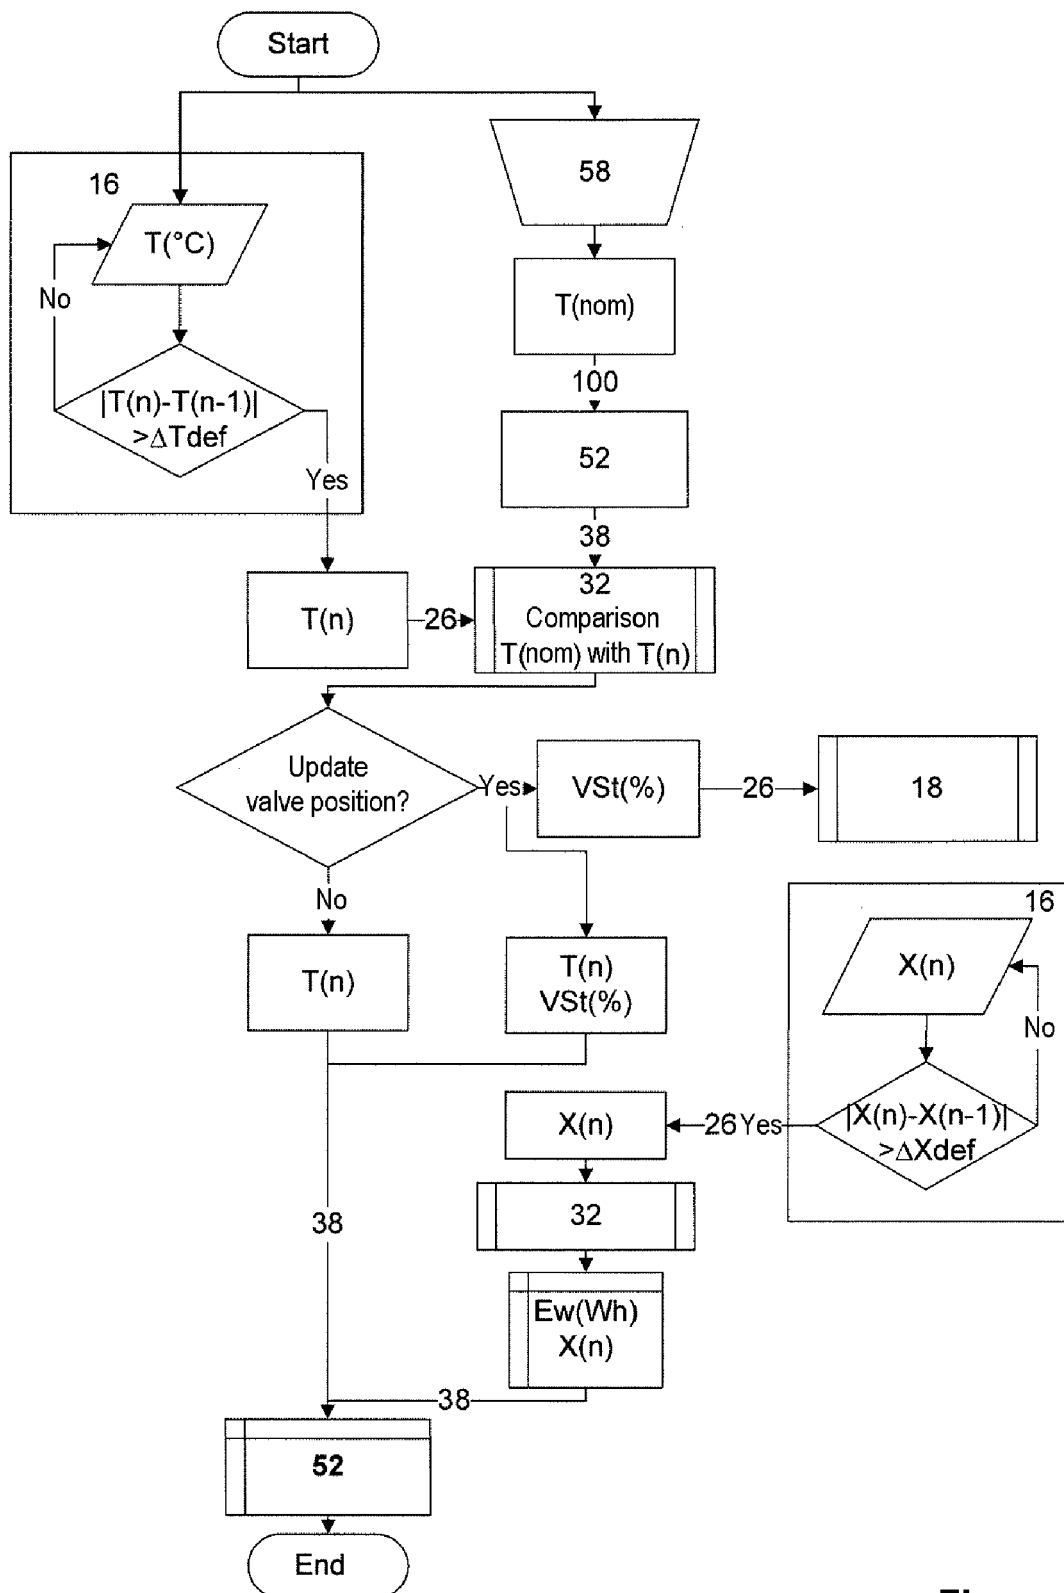 Start
16
58
T(°C)
No
T(nom)
|T(n)-T(n-1)|
>ΔTdef
100
Yes
52
38
T(n)
26
32
Comparison
T(nom) with T(n)
Update
valve position?
Yes
VSt(%)
26
18
No
16
T(n)
T(n)
VSt(%)
X(n)
No
X(n)
26
Yes
|X(n)-X(n-1)|
>ΔXdef
38
32
Ew(Wh)
X(n)
38
52
End